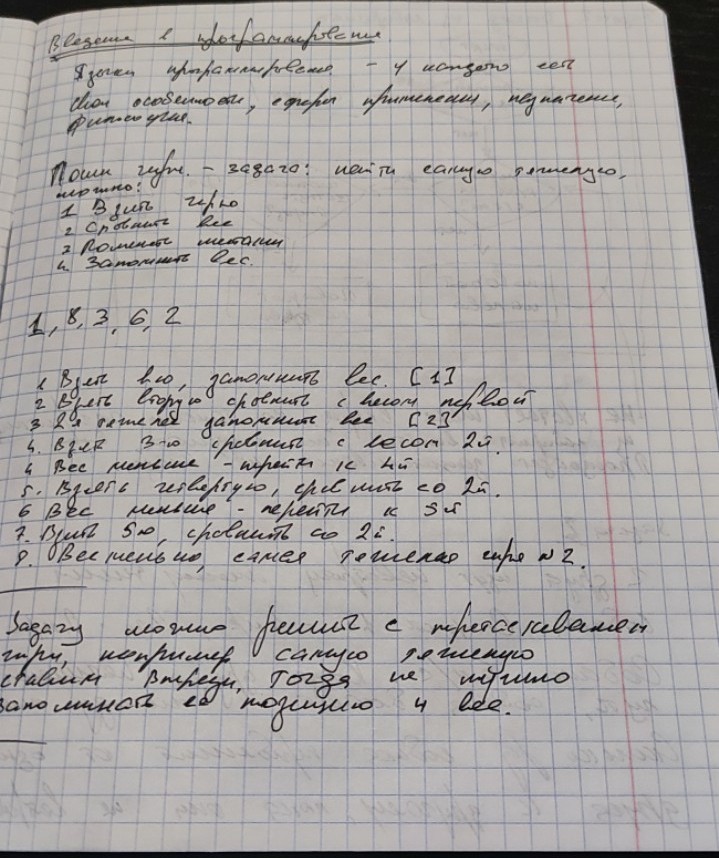 Введение в программирование.
Языки программирования - у каждого есть
свои особенности, сферы применения, назначение,
философия.
гири. - задача: найти самую тяжелую,
можно:
1 Взять гирю
2 Сравнить вес
3 Поменять местами
4. Запомнить вес.
1, 8, 3, 6, 2
1 Взять 1ю, запомнить вес. [1]
2 Взять вторую сравнить с весом первой
3 2я тяжелее запомнить вес [2]
4. Взять 3-ю сравнить с весом 2й.
4 Вес меньше - перейти к 4й
5. Взять четвертую, сравнить со 2й.
6 Вес меньше - перейти к 5й
7. Взять 5ю, сравнить со 2й.
8. Вес меньше, самая тяжелая гиря №2.
Задачу можно решить с перетаскиванием
гири, например самую тяжелую
ставим впереди, тогда не нужно
запоминать ее позицию и вес.